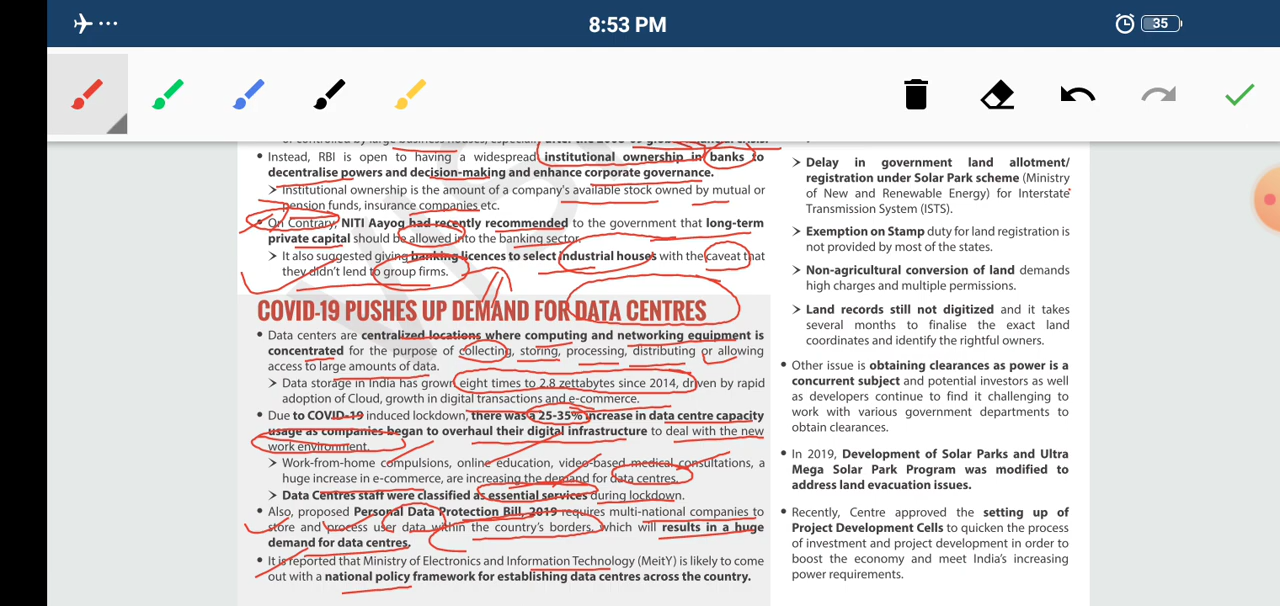 8:53 PM
35
Instead, RBI is open to having a widespread institutional ownership in banks to
decentralise powers and decision-making and enhance corporate governance.
➤ Institutional ownership is the amount of a company's available stock owned by mutual or
pension funds, insurance companies etc.
• On Contrary, NITI Aayog had recently recommended to the government that long-term
private capital should be allowed into the banking sector.
➤ It also suggested giving banking licences to select industrial houses with the caveat that
they didn't lend to group firms.
COVID-19 PUSHES UP DEMAND FOR DATA CENTRES
• Data centers are centralized locations where computing and networking equipment is
concentrated for the purpose of collecting, storing, processing, distributing or allowing
access to large amounts of data.
➤ Data storage in India has grown eight times to 2.8 zettabytes since 2014, driven by rapid
adoption of Cloud, growth in digital transactions and e-commerce.
• Due to COVID-19 induced lockdown, there was a 25-35% increase in data centre capacity
usage as companies began to overhaul their digital infrastructure to deal with the new
work environment.
➤ Work-from-home compulsions, online education, video-based medical consultations, a
huge increase in e-commerce, are increasing the demand for data centres.
➤ Data Centres staff were classified as essential services during lockdown.
• Also, proposed Personal Data Protection Bill, 2019 requires multi-national companies to
store and process user data within the country's borders, which will results in a huge
demand for data centres.
• It is reported that Ministry of Electronics and Information Technology (MeitY) is likely to come
out with a national policy framework for establishing data centres across the country.
➤ Delay in government land allotment/
registration under Solar Park scheme (Ministry
of New and Renewable Energy) for Interstate
Transmission System (ISTS).
➤ Exemption on Stamp duty for land registration is
not provided by most of the states.
➤ Non-agricultural conversion of land demands
high charges and multiple permissions.
➤ Land records still not digitized and it takes
several months to finalise the exact land
coordinates and identify the rightful owners.
• Other issue is obtaining clearances as power is a
concurrent subject and potential investors as well
as developers continue to find it challenging to
work with various government departments to
obtain clearances.
• In 2019, Development of Solar Parks and Ultra
Mega Solar Park Program was modified to
address land evacuation issues.
• Recently, Centre approved the setting up of
Project Development Cells to quicken the process
of investment and project development in order to
boost the economy and meet India's increasing
power requirements.